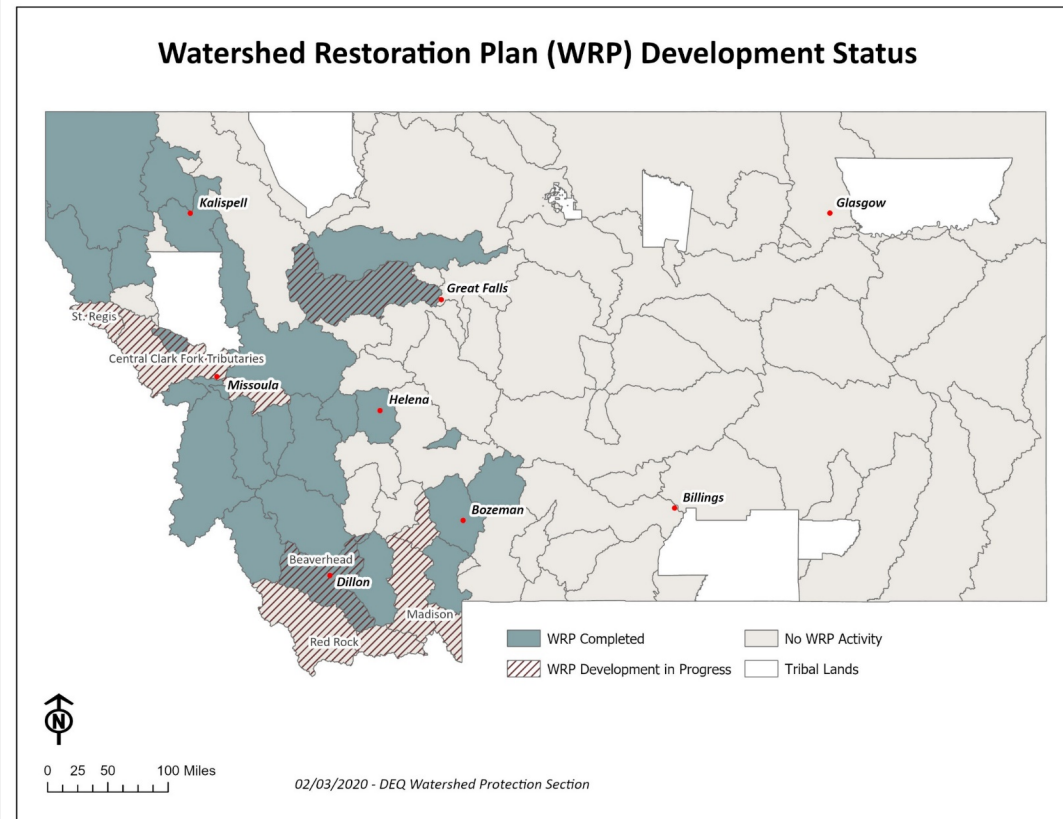 Watershed Restoration Plan (WRP) Development Status
Kalispell
Glasgow
Great Falls
St. Regis
Central Clark Fork Tributaries
Missoula
Helena
Billings
Bozeman
Beaverhead
Dillon
Madison
Red Rock
WRP Completed
No WRP Activity
WRP Development in Progress
Tribal Lands
N
0 25 50 100 Miles
02/03/2020 - DEQ Watershed Protection Section